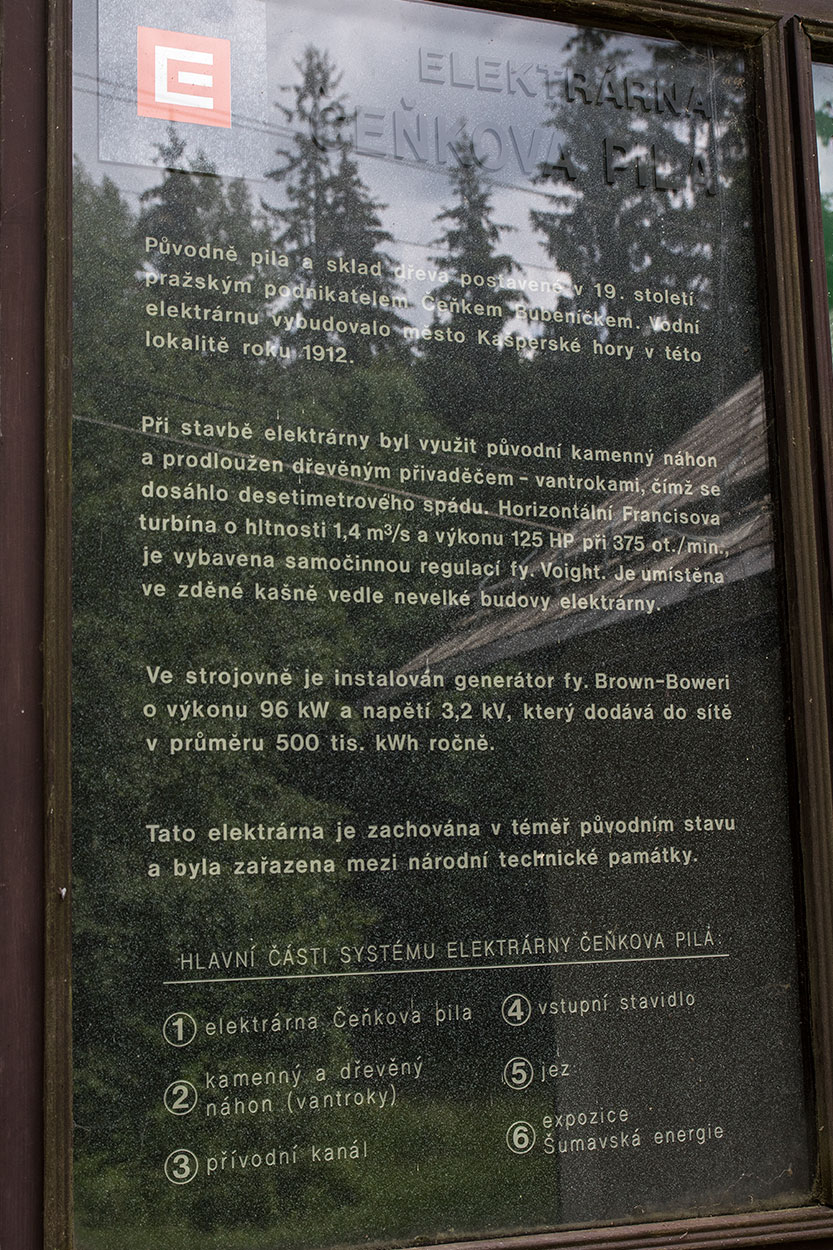 ELEKTRÁRNA
ČEŇKOVA PILA
Původně pila a sklad dřeva postavené v 19. století
pražským podnikatelem Čeňkem Bubeníčkem. Vodní
elektrárnu vybudovalo město Kašperské hory v této
lokalitě roku 1912.
Při stavbě elektrárny byl využit původní kamenný náhon
a prodloužen dřevěným přivaděčem – vantrokami, čímž se
dosáhlo desetimetrového spádu. Horizontální Francisova
turbína o hltnosti 1,4 m³/s a výkonu 125 HP při 375 ot./min.,
je vybavena samočinnou regulací fy. Voight. Je umístěna
ve zděné kašně vedle nevelké budovy elektrárny.
Ve strojovně je instalován generátor fy. Brown-Boweri
o výkonu 96 kW a napětí 3,2 kV, který dodává do sítě
v průměru 500 tis. kWh ročně.
Tato elektrárna je zachována v téměř původním stavu
a byla zařazena mezi národní technické památky.
HLAVNÍ ČÁSTI SYSTÉMU ELEKTRÁRNY ČEŇKOVA PILA:
1 elektrárna Čeňkova pila
2 kamenný a dřevěný
náhon (vantroky)
3 přívodní kanál
4 vstupní stavidlo
5 jez
6 expozice
Šumavská energie